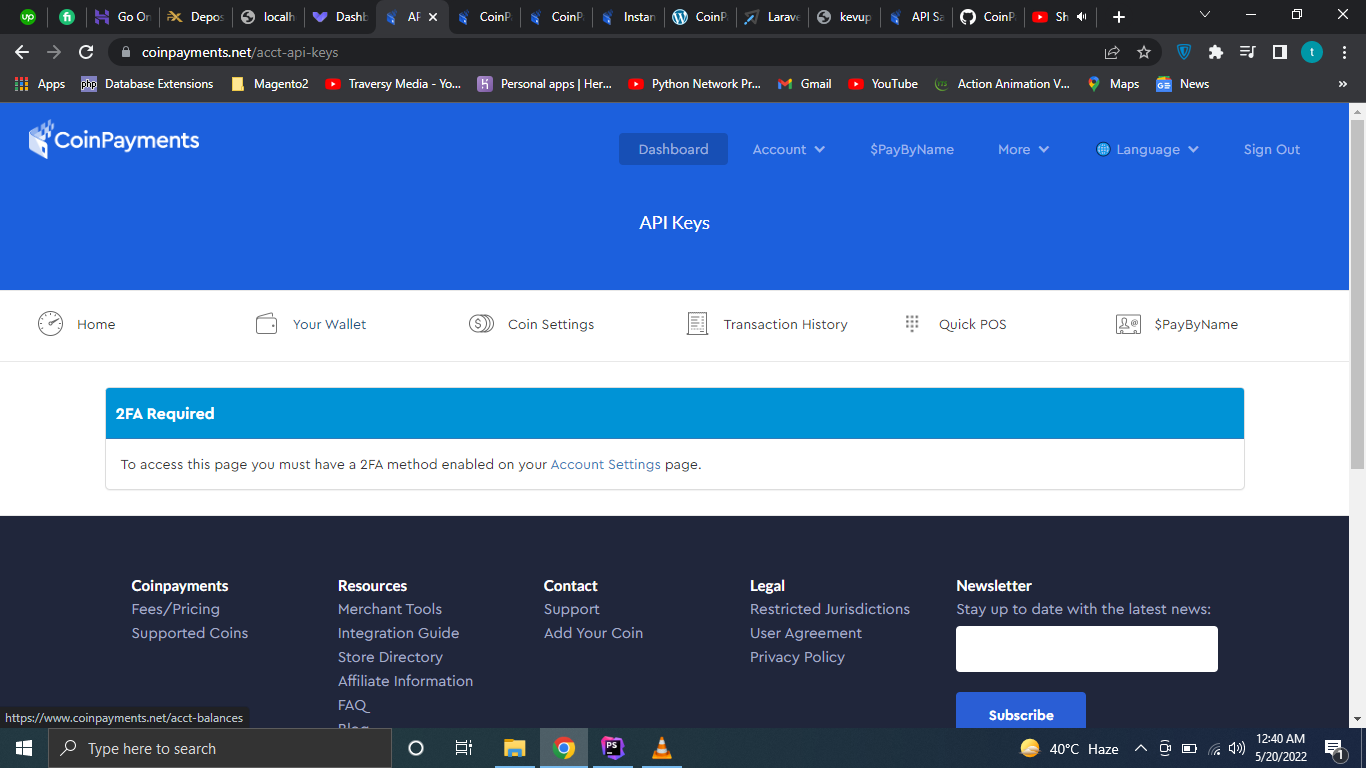 up
fi
Go On
Depos
localh
Dashb
AP
CoinP
CoinP
Instan
CoinP
Larave
kevup
API Sa
CoinP
Sh
coinpayments.net/acct-api-keys
t
Apps
php
Database Extensions
Magento2
Traversy Media - Yo...
Personal apps | Her...
Python Network Pr...
Gmail
YouTube
Action Animation V...
Maps
News
»
CoinPayments
Dashboard
Account
$PayByName
More
Language
Sign Out
API Keys
Home
Your Wallet
Coin Settings
Transaction History
Quick POS
$PayByName
2FA Required
To access this page you must have a 2FA method enabled on your Account Settings page.
Coinpayments
Fees/Pricing
Supported Coins
Resources
Merchant Tools
Integration Guide
Store Directory
Affiliate Information
FAQ
Blog
Contact
Support
Add Your Coin
Legal
Restricted Jurisdictions
User Agreement
Privacy Policy
Newsletter
Stay up to date with the latest news:
Subscribe
https://www.coinpayments.net/acct-balances
Type here to search
PS
40°C Haze
12:40 AM
5/20/2022
1